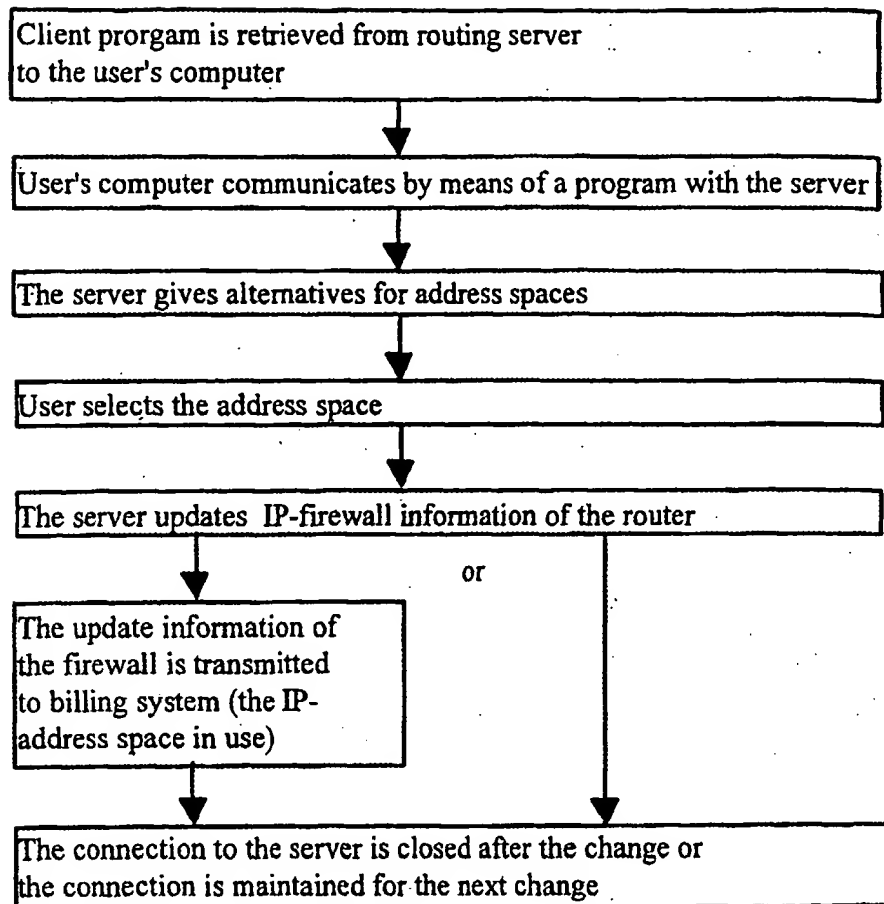 Client prorgam is retrieved from routing server
to the user's computer
User's computer communicates by means of a program with the server
The server gives alternatives for address spaces
User selects the address space
The server updates IP-firewall information of the router
or
The update information of
the firewall is transmitted
to billing system (the IP-
address space in use)
The connection to the server is closed after the change or
the connection is maintained for the next change